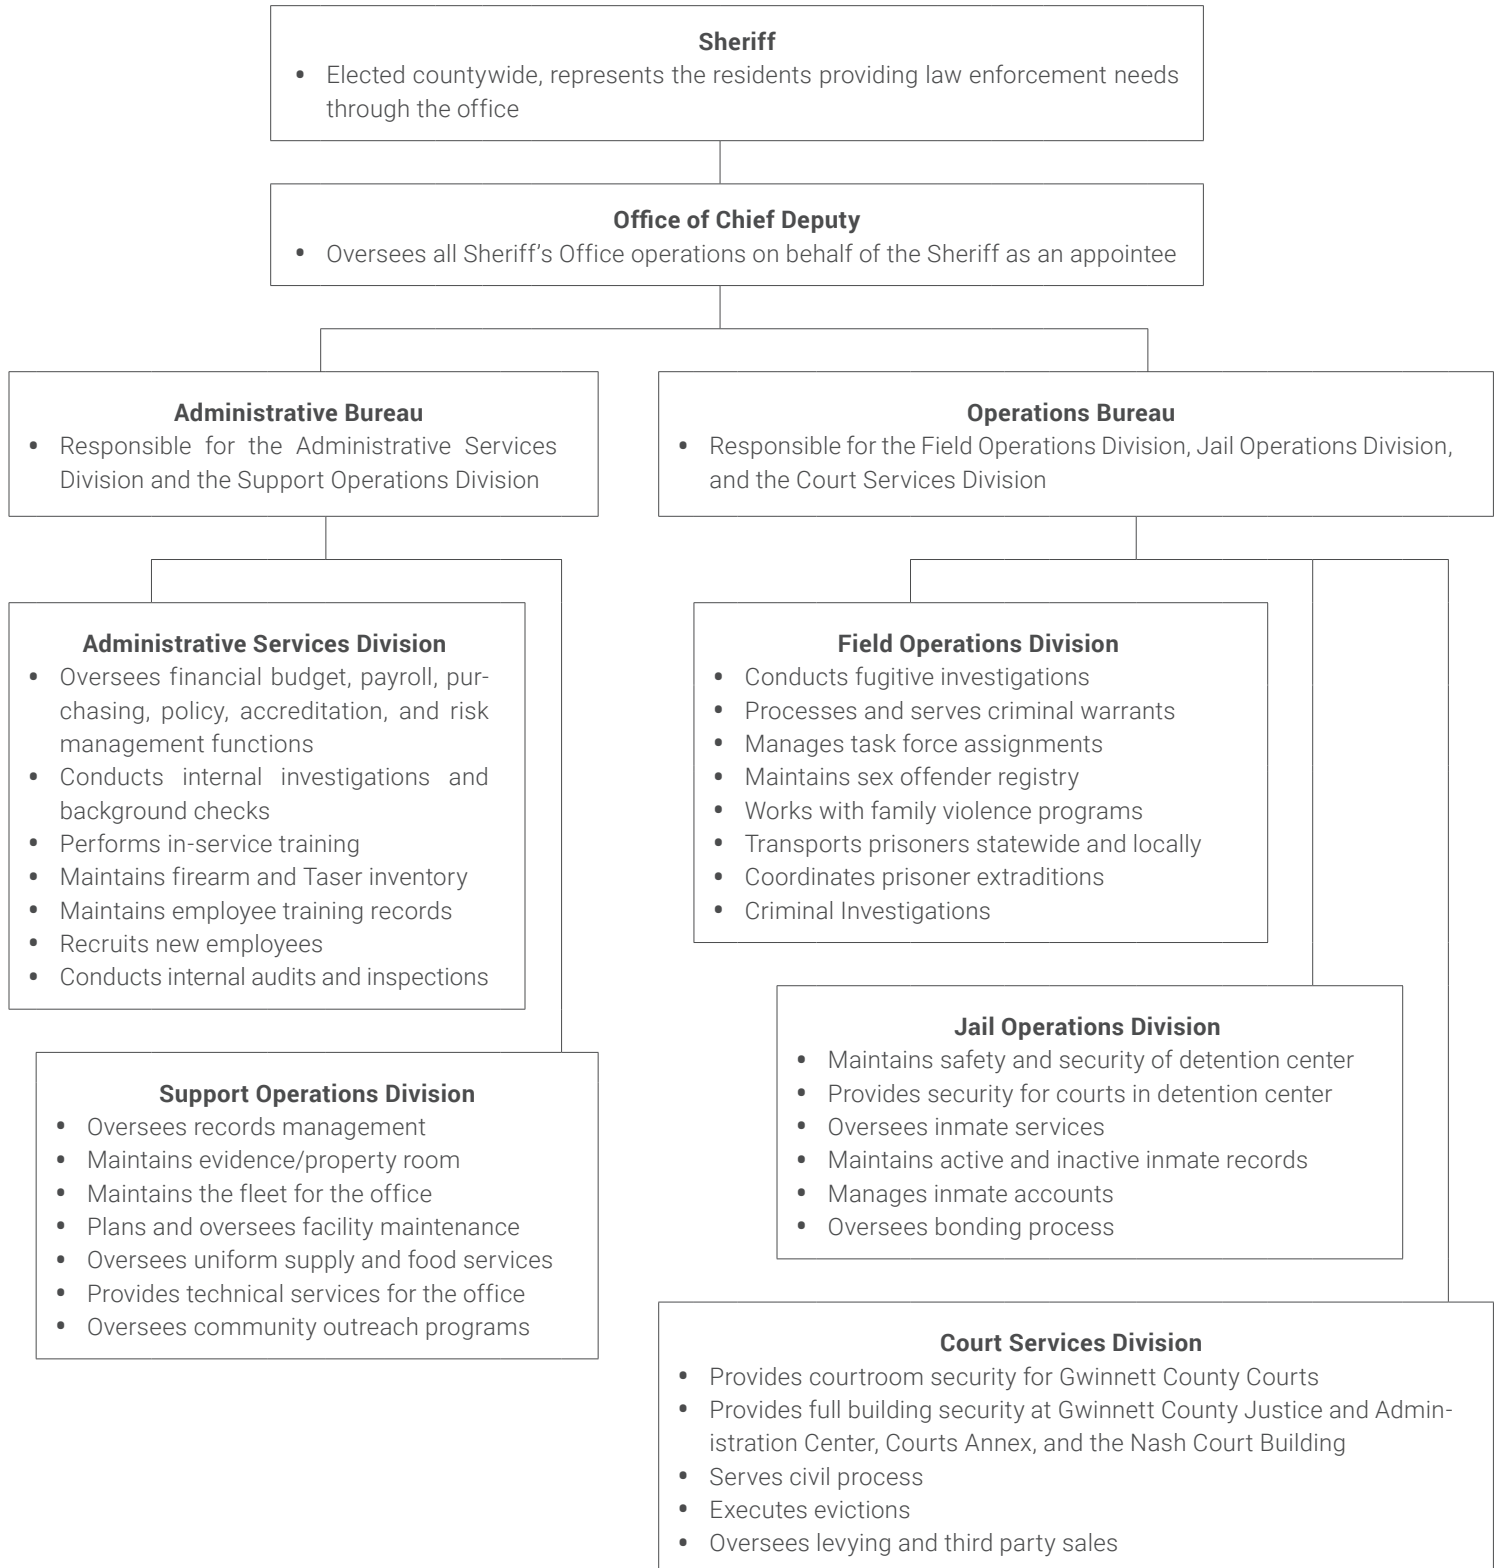 Sheriff
• Elected countywide, represents the residents providing law enforcement needs
through the office
Office of Chief Deputy
• Oversees all Sheriff’s Office operations on behalf of the Sheriff as an appointee
Administrative Bureau
• Responsible for the Administrative Services
Division and the Support Operations Division
Operations Bureau
• Responsible for the Field Operations Division, Jail Operations Division,
and the Court Services Division
Administrative Services Division
• Oversees financial budget, payroll, pur-
chasing, policy, accreditation, and risk
management functions
• Conducts internal investigations and
background checks
• Performs in-service training
• Maintains firearm and Taser inventory
• Maintains employee training records
• Recruits new employees
• Conducts internal audits and inspections
Support Operations Division
• Oversees records management
• Maintains evidence/property room
• Maintains the fleet for the office
• Plans and oversees facility maintenance
• Oversees uniform supply and food services
• Provides technical services for the office
• Oversees community outreach programs
Field Operations Division
• Conducts fugitive investigations
• Processes and serves criminal warrants
• Manages task force assignments
• Maintains sex offender registry
• Works with family violence programs
• Transports prisoners statewide and locally
• Coordinates prisoner extraditions
• Criminal Investigations
Jail Operations Division
• Maintains safety and security of detention center
• Provides security for courts in detention center
• Oversees inmate services
• Maintains active and inactive inmate records
• Manages inmate accounts
• Oversees bonding process
Court Services Division
• Provides courtroom security for Gwinnett County Courts
• Provides full building security at Gwinnett County Justice and Admin-
istration Center, Courts Annex, and the Nash Court Building
• Serves civil process
• Executes evictions
• Oversees levying and third party sales